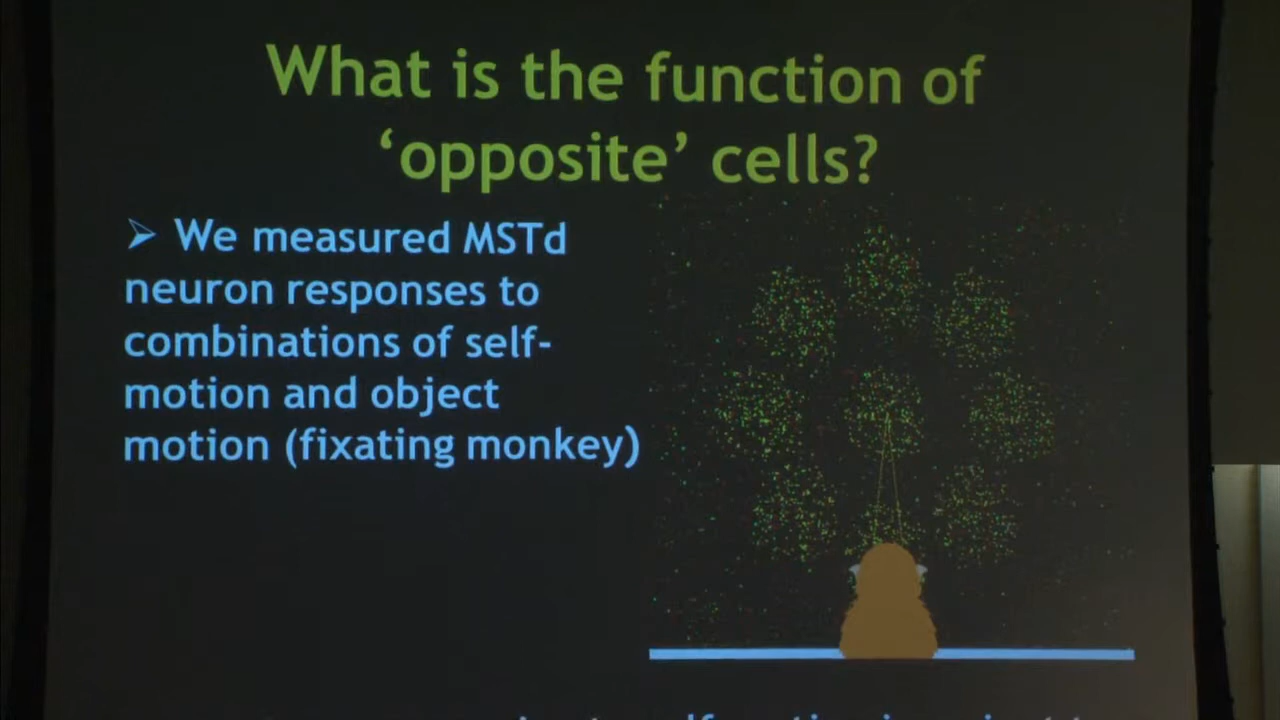 What is the function of
‘opposite’ cells?
➢ We measured MSTd
neuron responses to
combinations of self-
motion and object
motion (fixating monkey)